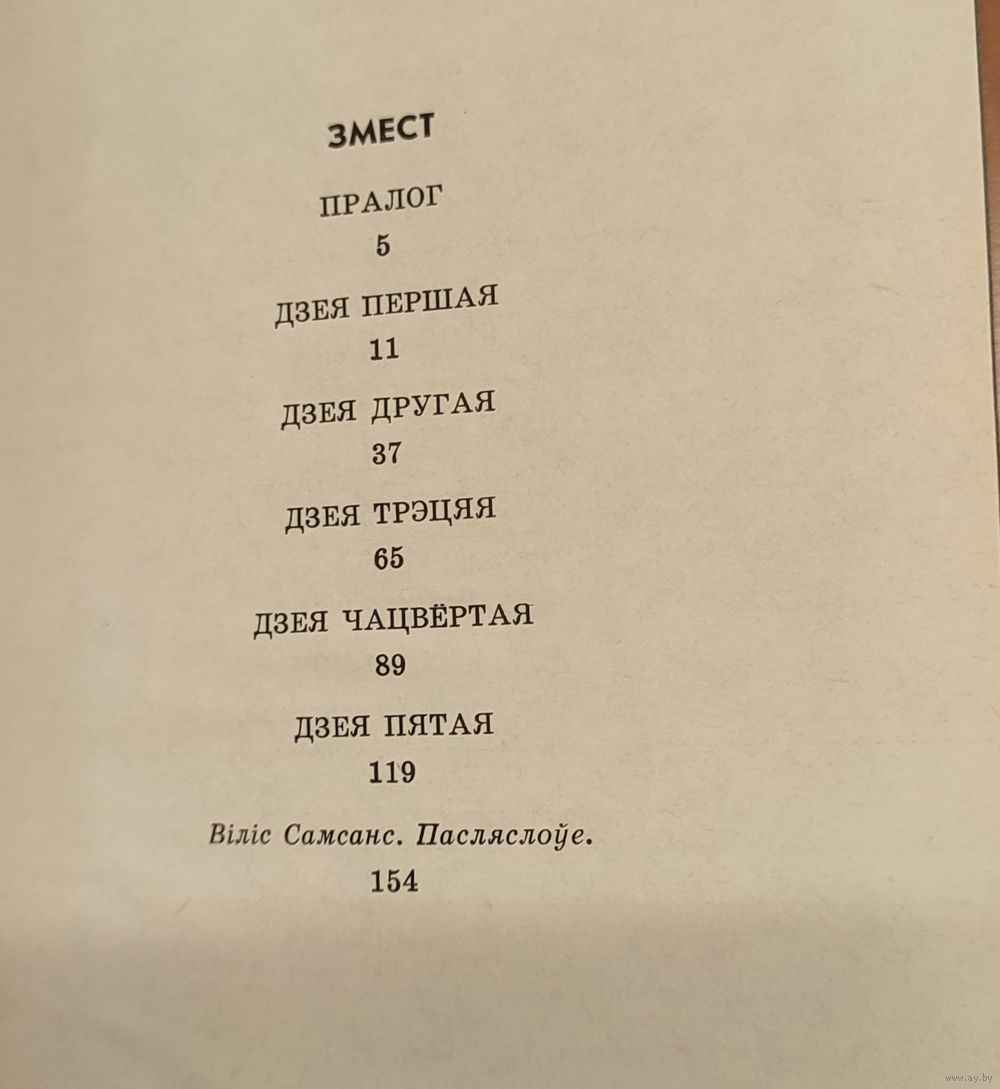 ЗМЕСТ
ПРАЛОГ
5
ДЗЕЯ ПЕРШАЯ
11
ДЗЕЯ ДРУГАЯ
37
ДЗЕЯ ТРЭЦЯЯ
65
ДЗЕЯ ЧАЦВЁРТАЯ
89
ДЗЕЯ ПЯТАЯ
119
Віліс Самсанс. Пасляслоўе.
154
www.ay.by